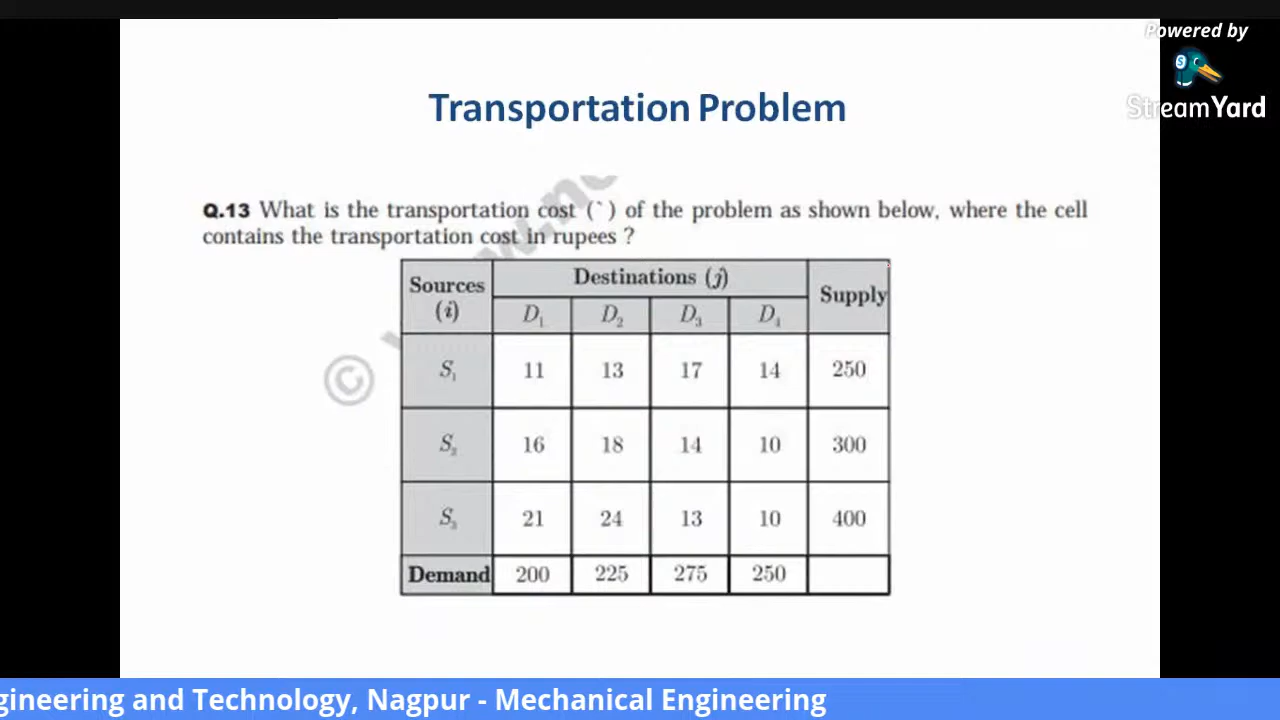 Powered by
StreamYard
Transportation Problem
Q.13 What is the transportation cost (`) of the problem as shown below, where the cell
contains the transportation cost in rupees ?
Sources (i) Destinations (j) Supply
D₁ D₂ D₃ D₄
S₁ 11 13 17 14 250
S₂ 16 18 14 10 300
S₃ 21 24 13 10 400
Demand 200 225 275 250
©
gineering and Technology, Nagpur - Mechanical Engineering